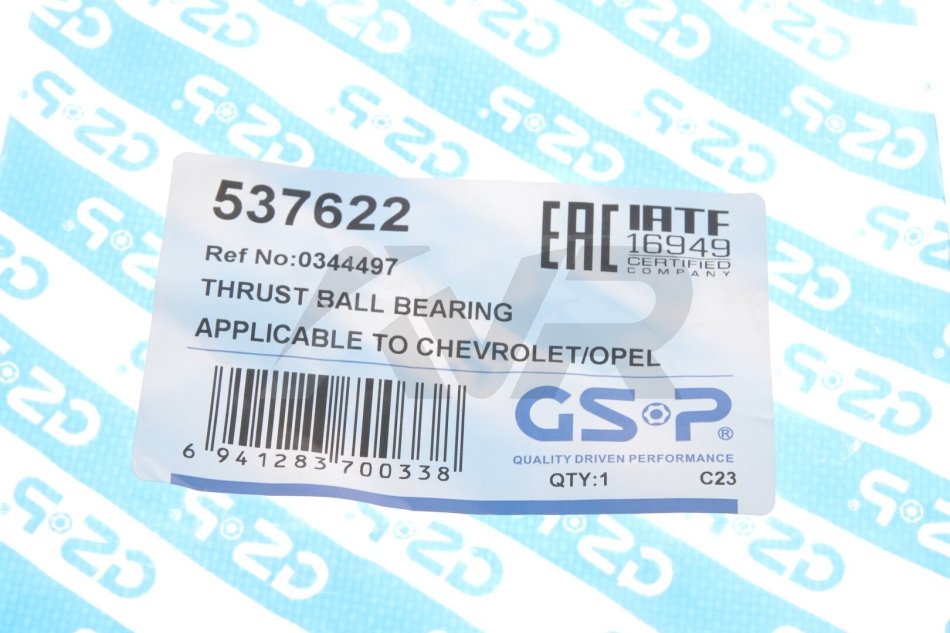 537622
EAC
IATF
16949
CERTIFIED
COMPANY
Ref No:0344497
THRUST BALL BEARING
APPLICABLE TO CHEVROLET/OPEL
6 941283 700338
GSP®
QUALITY DRIVEN PERFORMANCE
QTY:1
C23